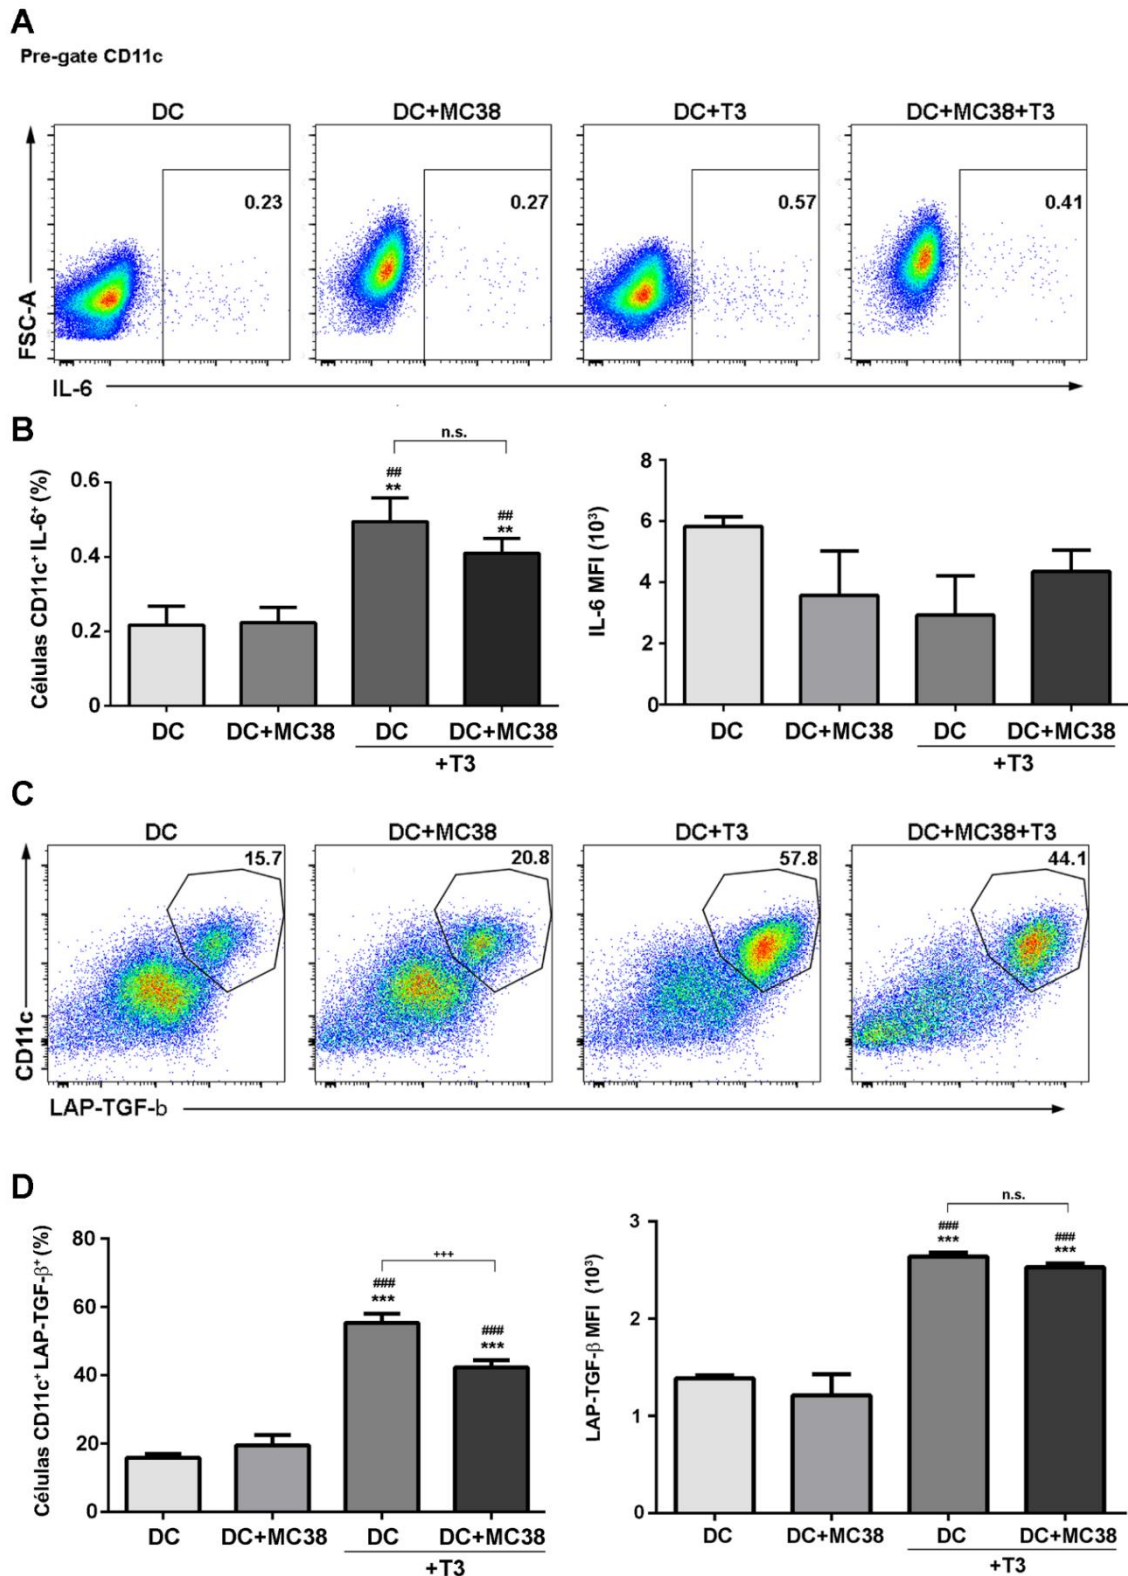 A
Pre-gate CD11c
DC DC+MC38 DC+T3 DC+MC38+T3
0.23 0.27 0.57 0.41
FSC-A
IL-6
B
Células CD11c⁺ IL-6⁺ (%)
0.6
0.4
0.2
0
n.s.
## ##
** **
DC DC+MC38 DC DC+MC38
+T3
IL-6 MFI (10³)
8
6
4
2
0
DC DC+MC38 DC DC+MC38
+T3
C
DC DC+MC38 DC+T3 DC+MC38+T3
15.7 20.8 57.8 44.1
CD11c
LAP-TGF-b
D
Células CD11c⁺ LAP-TGF-β⁺ (%)
80
60
40
20
0
+++
### ###
*** ***
DC DC+MC38 DC DC+MC38
+T3
LAP-TGF-β MFI (10³)
3
2
1
0
n.s.
### ###
*** ***
DC DC+MC38 DC DC+MC38
+T3